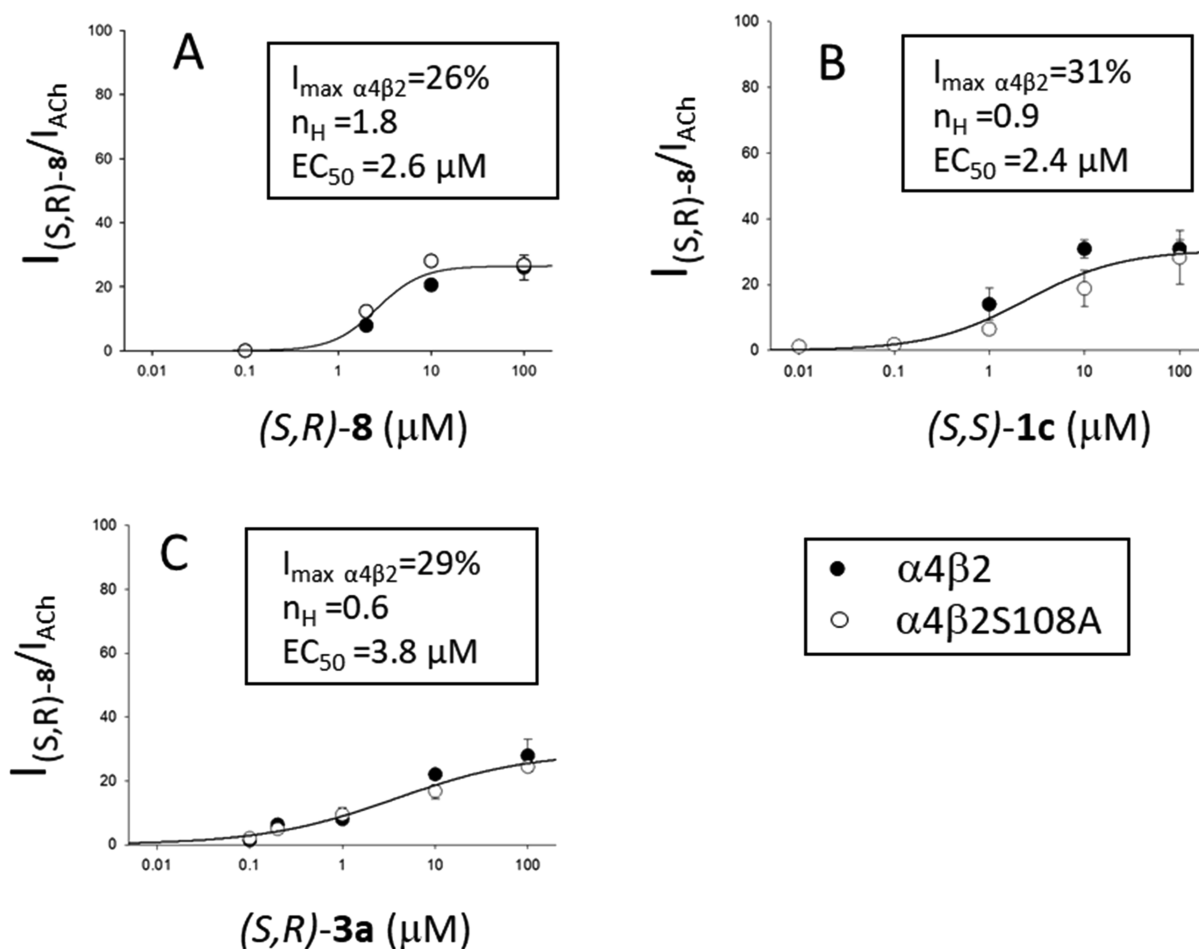 A
I max α4β2=26%
nH =1.8
EC50 =2.6 µM
I(S,R)-8/IACh
100
80
60
40
20
0
0.01 0.1 1 10 100
(S,R)-8 (µM)
B
I max α4β2=31%
nH =0.9
EC50 =2.4 µM
I(S,R)-8/IACh
100
80
60
40
20
0
0.01 0.1 1 10 100
(S,S)-1c (µM)
C
I max α4β2=29%
nH =0.6
EC50 =3.8 µM
I(S,R)-8/IACh
100
80
60
40
20
0
0.01 0.1 1 10 100
(S,R)-3a (µM)
α4β2
α4β2S108A